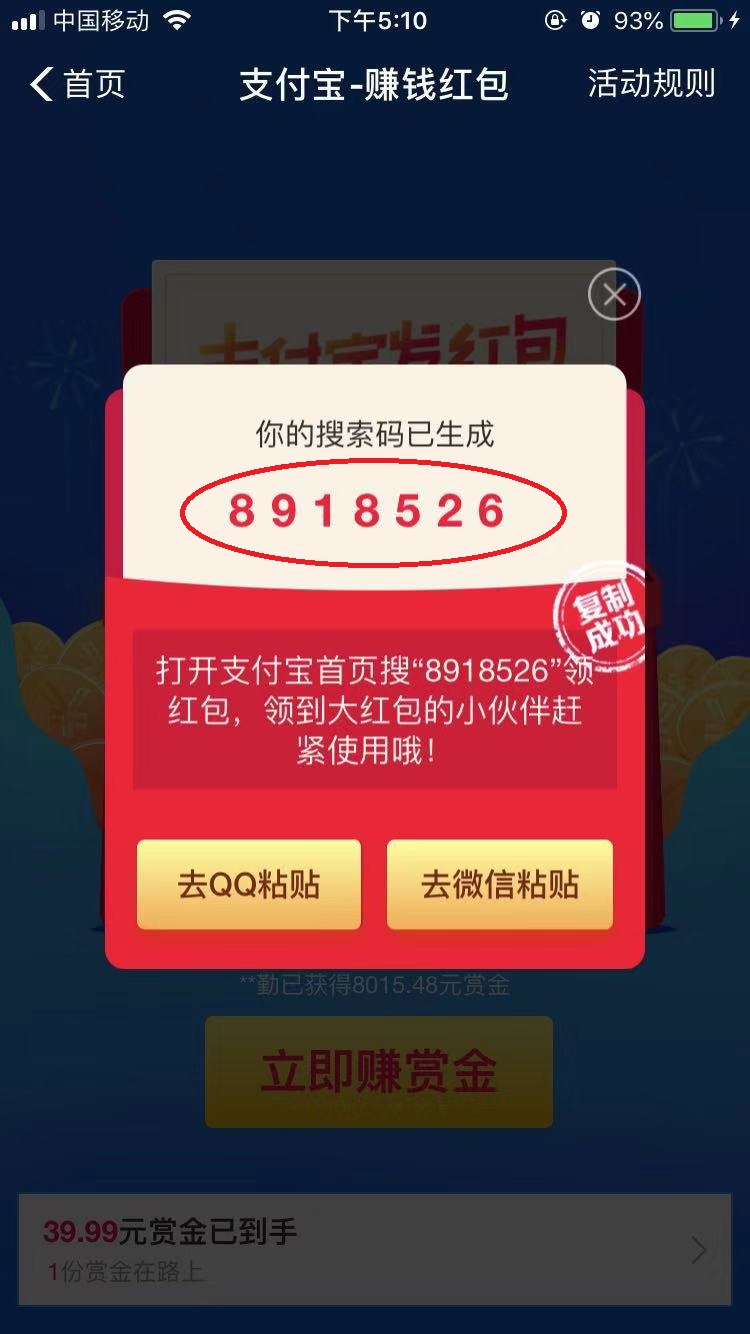 中国移动
下午5:10
93%
首页
支付宝-赚钱红包
活动规则
支付宝发红包
你的搜索码已生成
8918526
复制
成功
打开支付宝首页搜“8918526”领
红包，领到大红包的小伙伴赶
紧使用哦！
去QQ粘贴
去微信粘贴
**勤已获得8015.48元赏金
立即赚赏金
39.99元赏金已到手
1份赏金在路上